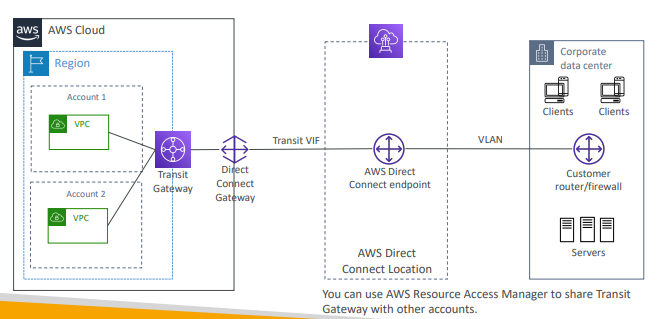 aws
AWS Cloud
Region
Account 1
VPC
Account 2
VPC
Transit
Gateway
Direct
Connect
Gateway
Transit VIF
AWS Direct
Connect endpoint
AWS Direct
Connect Location
VLAN
Corporate
data center
Clients
Clients
Customer
router/firewall
Servers
You can use AWS Resource Access Manager to share Transit
Gateway with other accounts.